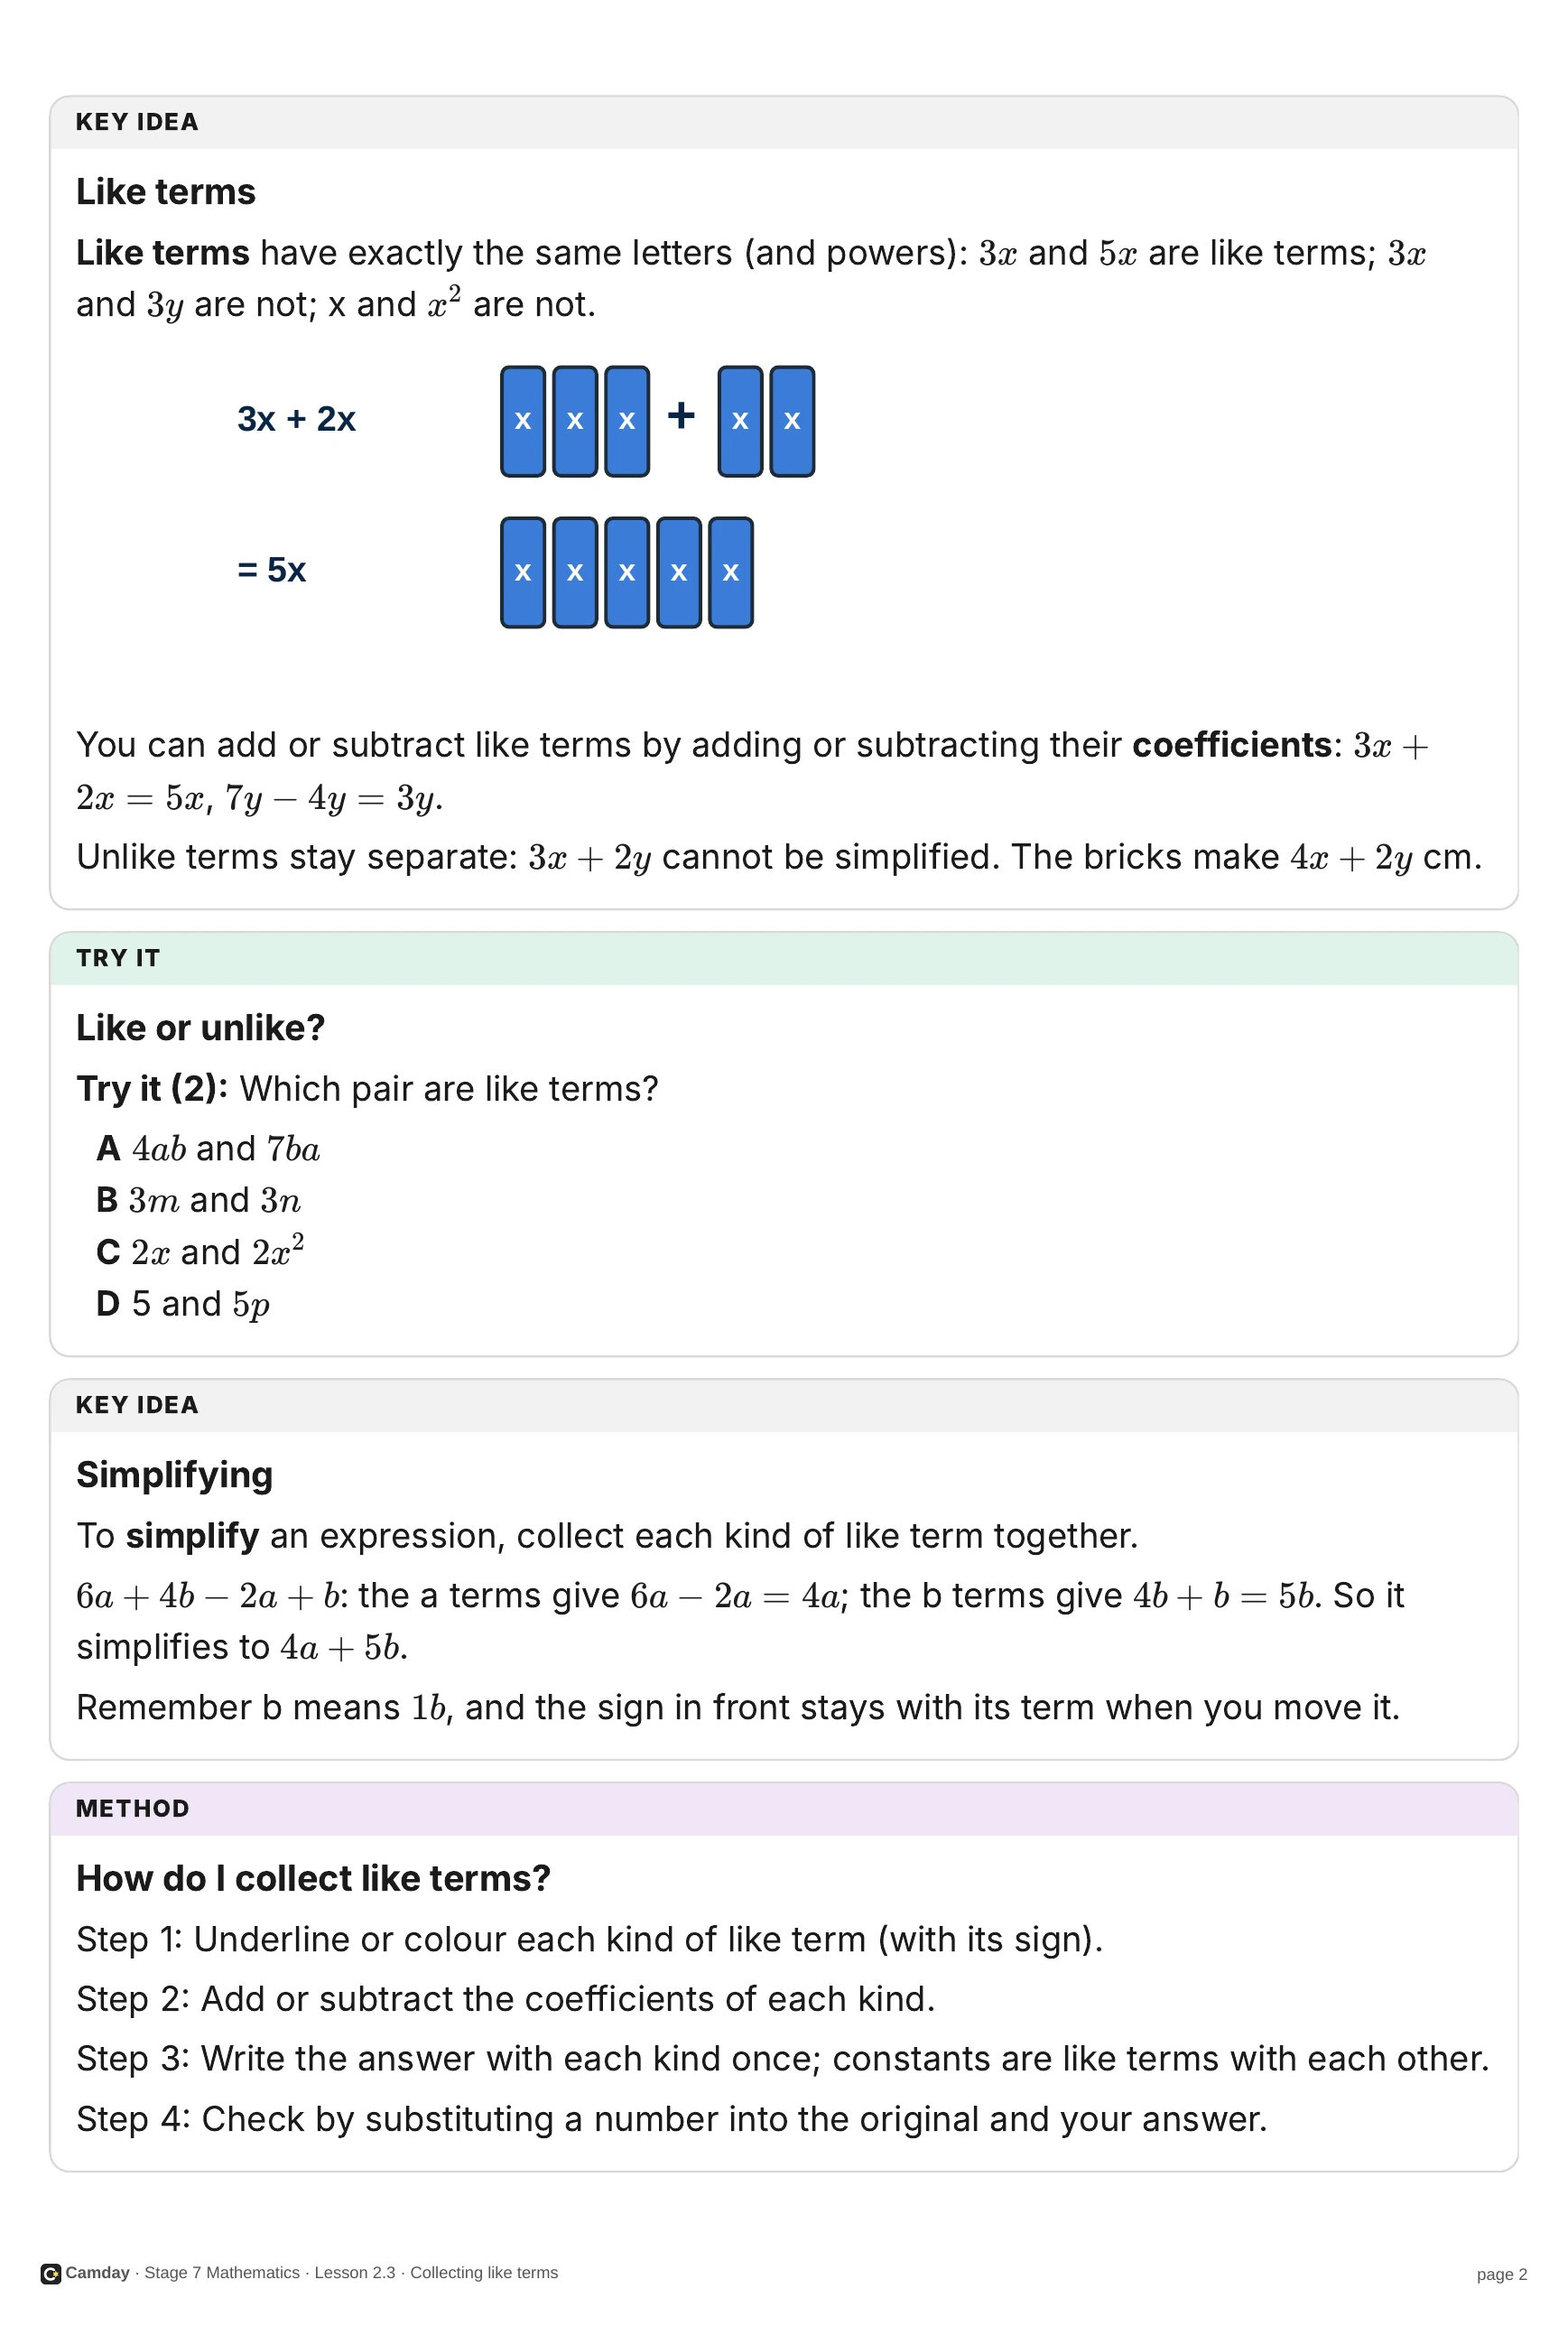 KEY IDEA
Like terms
Like terms have exactly the same letters (and powers): 3x and 5x are like terms; 3x
and 3y are not; x and x² are not.
3x + 2x
x x x + x x
= 5x
x x x x x
You can add or subtract like terms by adding or subtracting their coefficients: 3x +
2x = 5x, 7y − 4y = 3y.
Unlike terms stay separate: 3x + 2y cannot be simplified. The bricks make 4x + 2y cm.
TRY IT
Like or unlike?
Try it (2): Which pair are like terms?
A 4ab and 7ba
B 3m and 3n
C 2x and 2x²
D 5 and 5p
KEY IDEA
Simplifying
To simplify an expression, collect each kind of like term together.
6a + 4b − 2a + b: the a terms give 6a − 2a = 4a; the b terms give 4b + b = 5b. So it
simplifies to 4a + 5b.
Remember b means 1b, and the sign in front stays with its term when you move it.
METHOD
How do I collect like terms?
Step 1: Underline or colour each kind of like term (with its sign).
Step 2: Add or subtract the coefficients of each kind.
Step 3: Write the answer with each kind once; constants are like terms with each other.
Step 4: Check by substituting a number into the original and your answer.
Camday · Stage 7 Mathematics · Lesson 2.3 · Collecting like terms
page 2